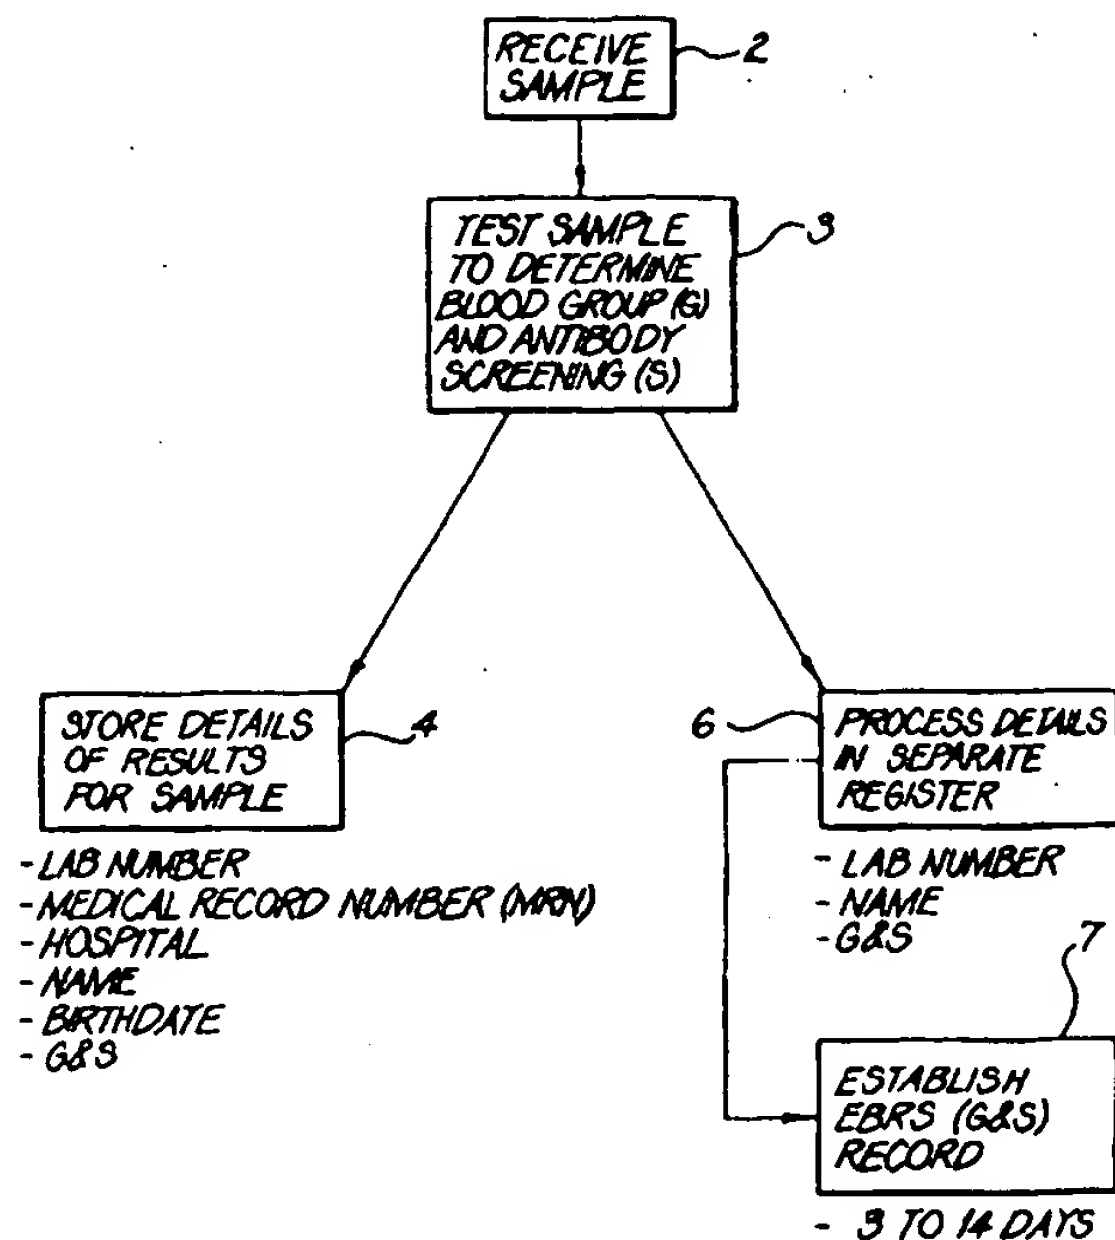 RECEIVE
SAMPLE
2
TEST SAMPLE
TO DETERMINE
BLOOD GROUP (G)
AND ANTIBODY
SCREENING (S)
3
STORE DETAILS
OF RESULTS
FOR SAMPLE
4
- LAB NUMBER
- MEDICAL RECORD NUMBER (MRN)
- HOSPITAL
- NAME
- BIRTHDATE
- G&S
6
PROCESS DETAILS
IN SEPARATE
REGISTER
- LAB NUMBER
- NAME
- G&S
7
ESTABLISH
EBRS (G&S)
RECORD
- 3 TO 14 DAYS